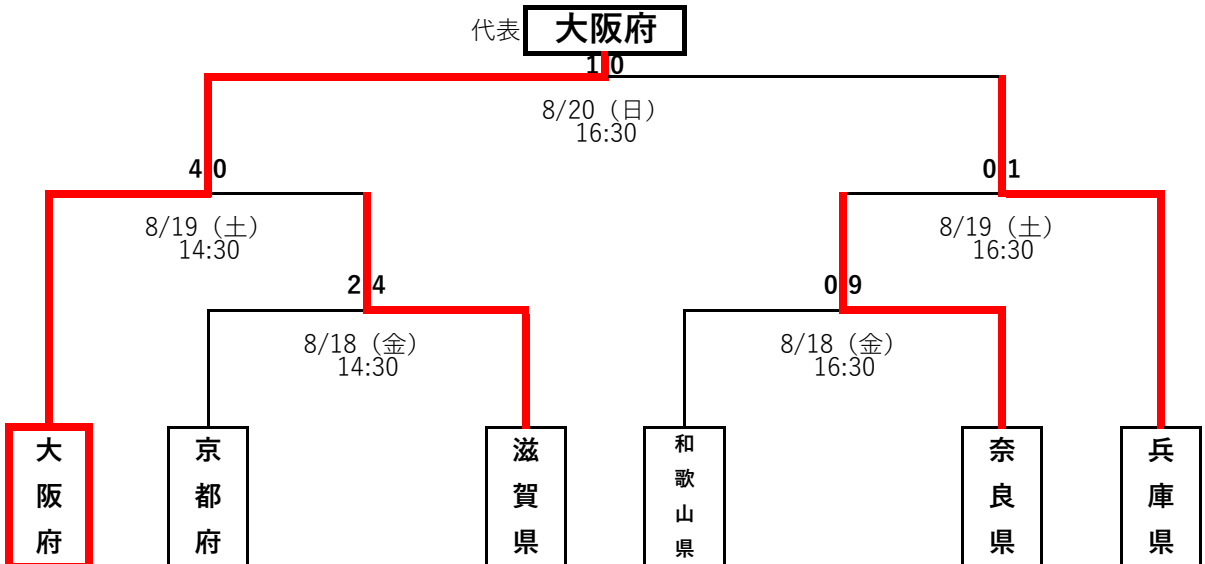 代表 大阪府
1 0
8/20（日）
16:30
4 0
0 1
8/19（土）
14:30
8/19（土）
16:30
2 4
0 9
8/18（金）
14:30
8/18（金）
16:30
大阪府
京都府
滋賀県
和歌山県
奈良県
兵庫県